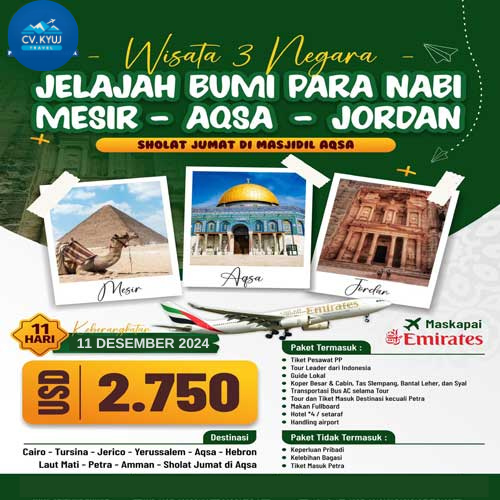 CV. KYUJ
TRAVEL
Wisata 3 Negara
JELAJAH BUMI PARA NABI
MESIR - AQSA - JORDAN
SHOLAT JUMAT DI MASJIDIL AQSA
Mesir
Aqsa
Jordan
Emirates
11
HARI
Keberangkatan
11 DESEMBER 2024
USD
2.750
Maskapai
Emirates
Paket Termasuk :
Tiket Pesawat PP
Tour Leader dari Indonesia
Guide Lokal
Koper Besar & Cabin, Tas Slempang, Bantal Leher, dan Syal
Transportasi Bus AC selama Tour
Tour dan Tiket Masuk Destinasi kecuali Petra
Makan Fullboard
Hotel *4 / setaraf
Handling airport
Paket Tidak Termasuk :
Keperluan Pribadi
Kelebihan Bagasi
Tiket Masuk Petra
Destinasi
Cairo - Tursina - Jerico - Yerussalem - Aqsa - Hebron
Laut Mati - Petra - Amman - Sholat Jumat di Aqsa